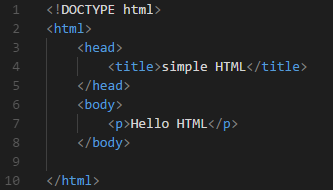 1 <!DOCTYPE html>
2 <html>
3     <head>
4         <title>simple HTML</title>
5     </head>
6     <body>
7         <p>Hello HTML</p>
8     </body>
9
10 </html>